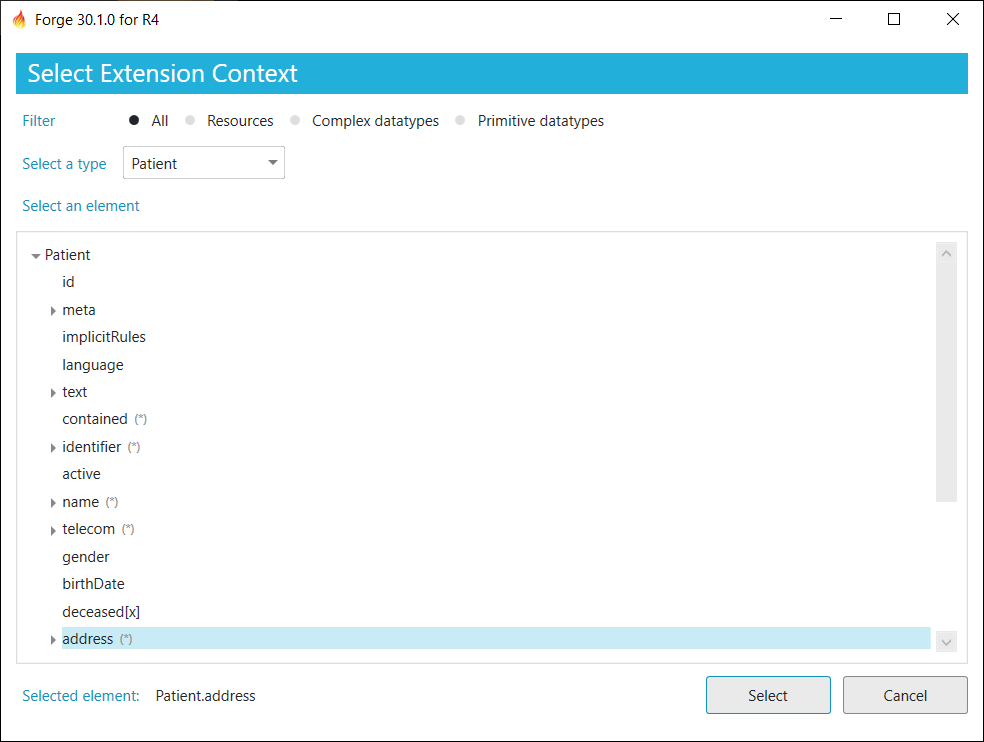 Forge 30.1.0 for R4
Select Extension Context
Filter All Resources Complex datatypes Primitive datatypes
Select a type Patient
Select an element
Patient
id
meta
implicitRules
language
text
contained (*)
identifier (*)
active
name (*)
telecom (*)
gender
birthDate
deceased[x]
address (*)
Selected element: Patient.address Select Cancel